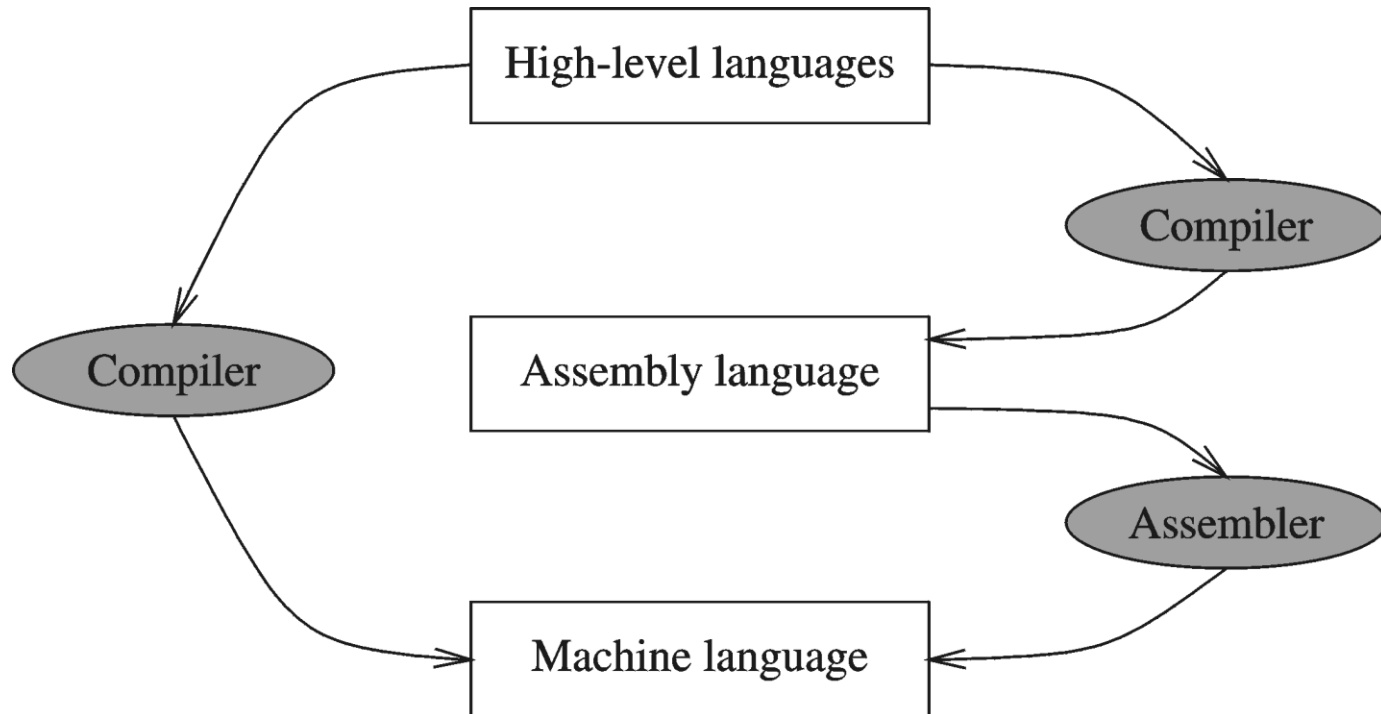 High-level languages
Compiler
Compiler
Assembly language
Assembler
Machine language